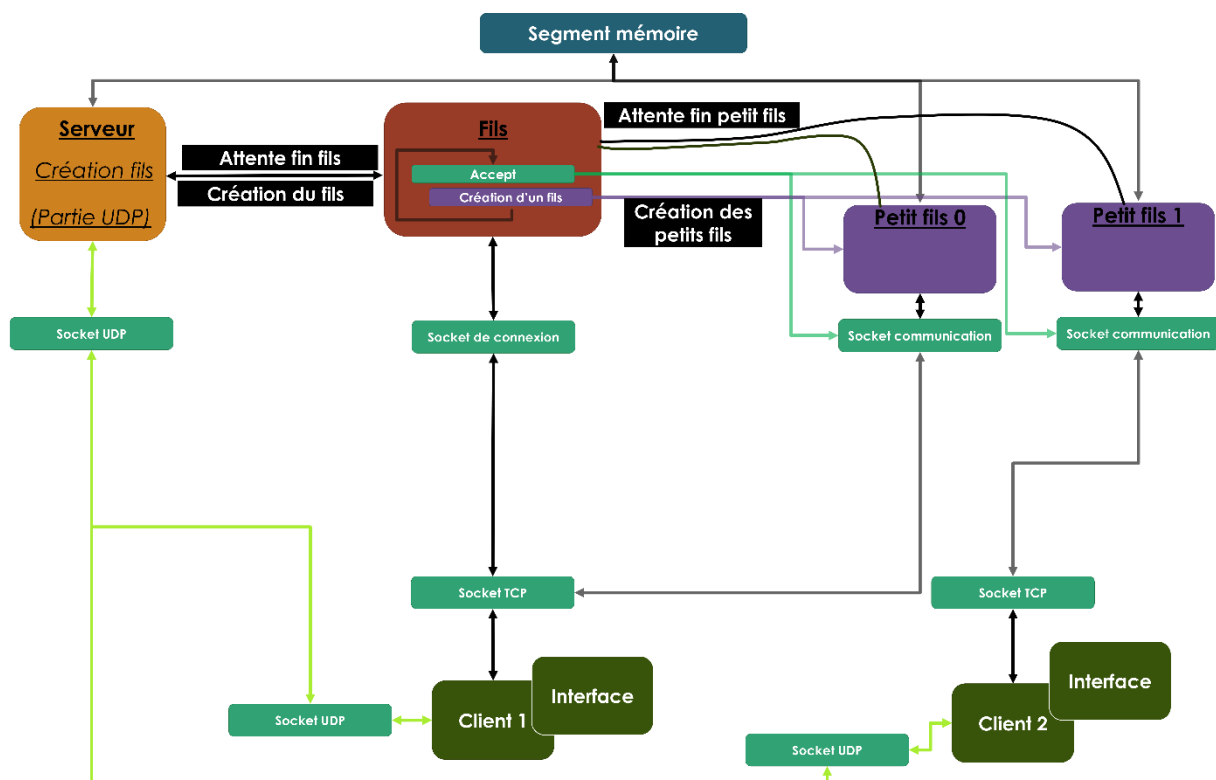 Segment mémoire
Serveur
Création fils
(Partie UDP)
Attente fin fils
Création du fils
Fils
Accept
Création d'un fils
Attente fin petit fils
Création des
petits fils
Petit fils 0
Petit fils 1
Socket UDP
Socket de connexion
Socket communication
Socket communication
Socket TCP
Socket TCP
Interface
Client 1
Socket UDP
Interface
Client 2
Socket UDP